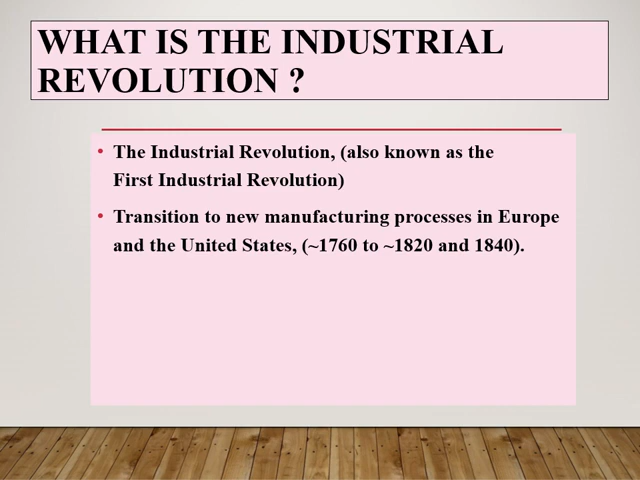 WHAT IS THE INDUSTRIAL
REVOLUTION ?
• The Industrial Revolution, (also known as the
First Industrial Revolution)
• Transition to new manufacturing processes in Europe
and the United States, (~1760 to ~1820 and 1840).